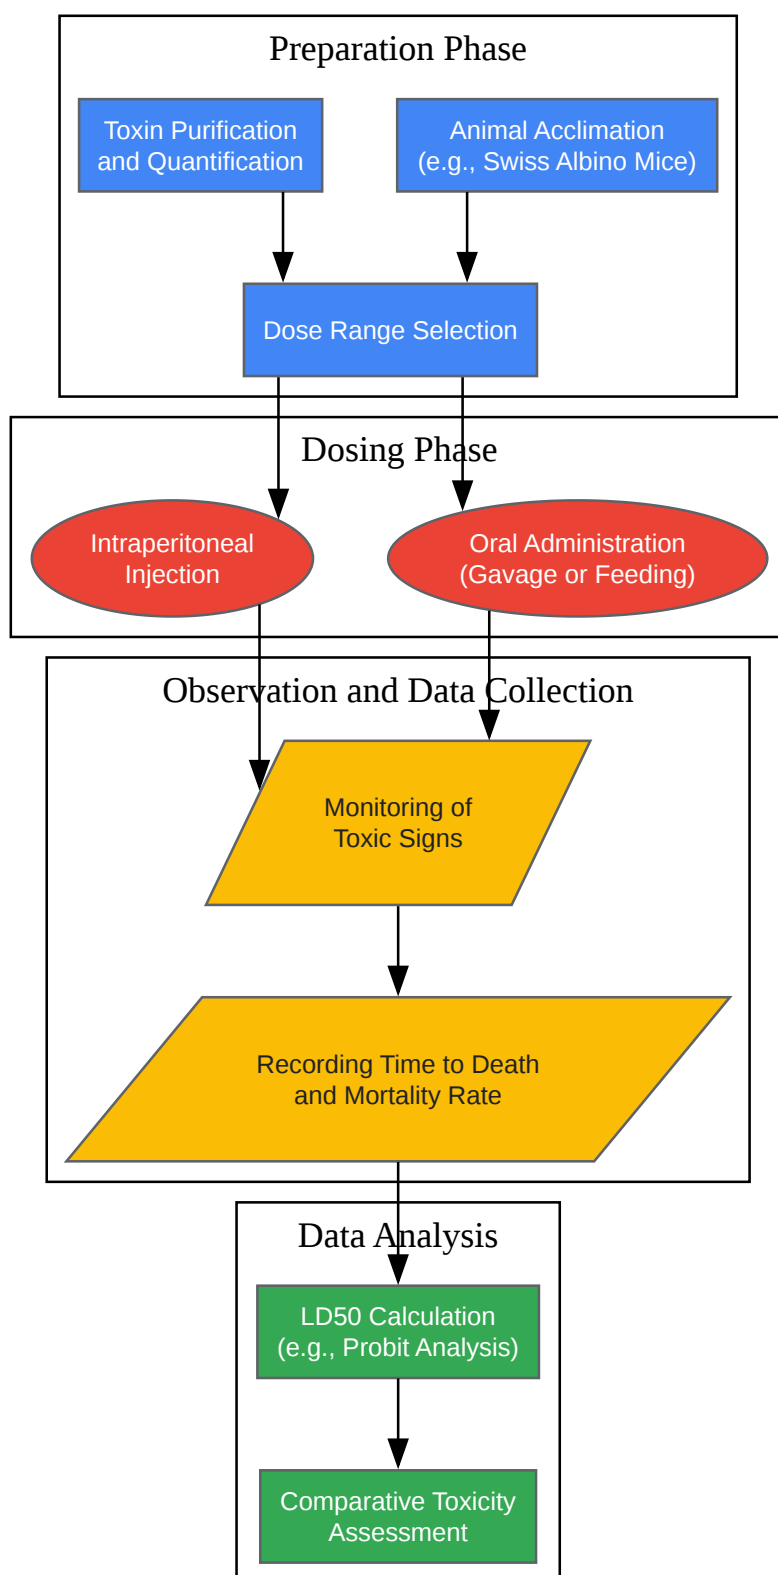 Preparation Phase
Toxin Purification
and Quantification
Animal Acclimation
(e.g., Swiss Albino Mice)
Dose Range Selection
Dosing Phase
Intraperitoneal
Injection
Oral Administration
(Gavage or Feeding)
Observation and Data Collection
Monitoring of
Toxic Signs
Recording Time to Death
and Mortality Rate
Data Analysis
LD50 Calculation
(e.g., Probit Analysis)
Comparative Toxicity
Assessment